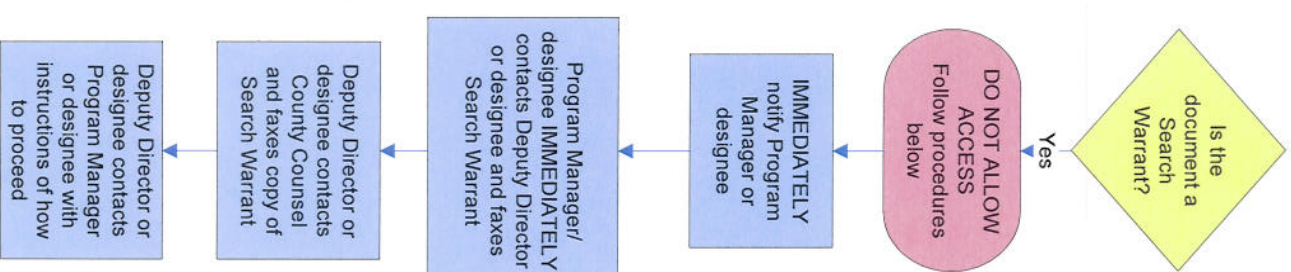 Is the
document a
Search
Warrant?
Yes
DO NOT ALLOW
ACCESS
Follow procedures
below
IMMEDIATELY
notify Program
Manager or
designee
Program Manager/
designee IMMEDIATELY
contacts Deputy Director
or designee and faxes
Search Warrant
Deputy Director or
designee contacts
County Counsel
and faxes copy of
Search Warrant
Deputy Director or
designee contacts
Program Manager
or designee with
instructions of how
to proceed